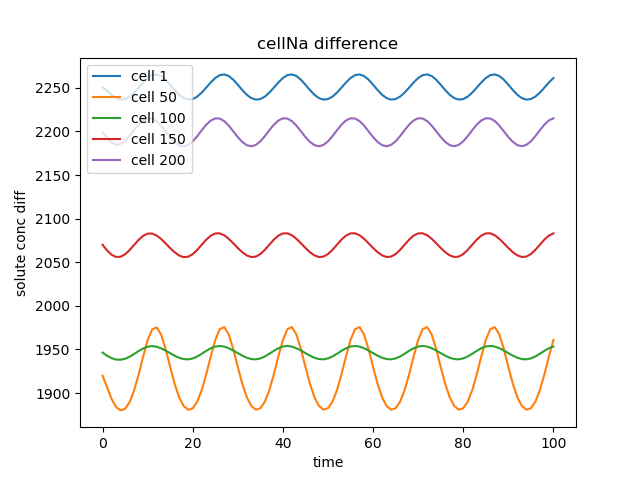 cellNa difference
cell 1
cell 50
cell 100
cell 150
cell 200
solute conc diff
2250
2200
2150
2100
2050
2000
1950
1900
0 20 40 60 80 100
time